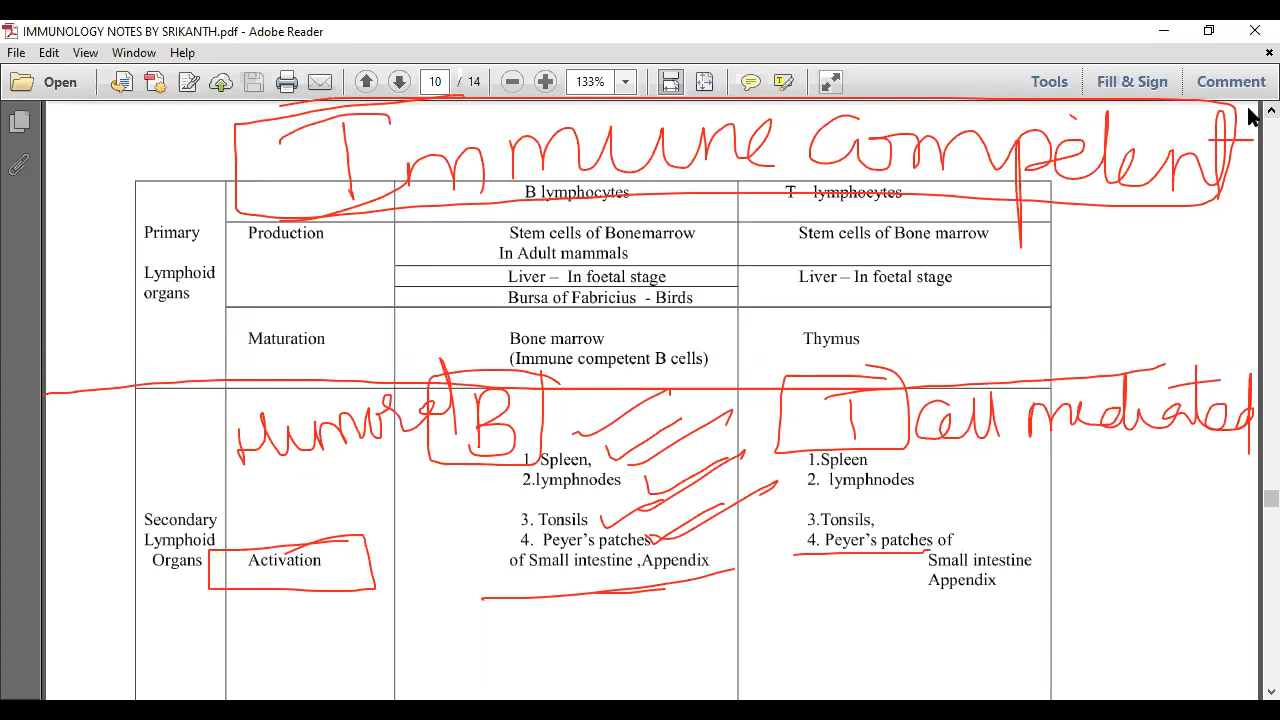 IMMUNOLOGY NOTES BY SRIKANTH.pdf - Adobe Reader
File Edit View Window Help
Open 10 / 14 133% Tools Fill & Sign Comment
Immune Competent
B lymphocytes T lymphocytes
Primary
Lymphoid
organs
Production
Stem cells of Bonemarrow
In Adult mammals
Stem cells of Bone marrow
Liver – In foetal stage
Liver – In foetal stage
Bursa of Fabricius - Birds
Maturation
Bone marrow
(Immune competent B cells)
Thymus
Humoral B T Cell mediated
Secondary
Lymphoid
Organs
Activation
1. Spleen,
2.lymphnodes
3. Tonsils
4. Peyer's patches
of Small intestine ,Appendix
1.Spleen
2. lymphnodes
3.Tonsils,
4. Peyer's patches of
Small intestine
Appendix